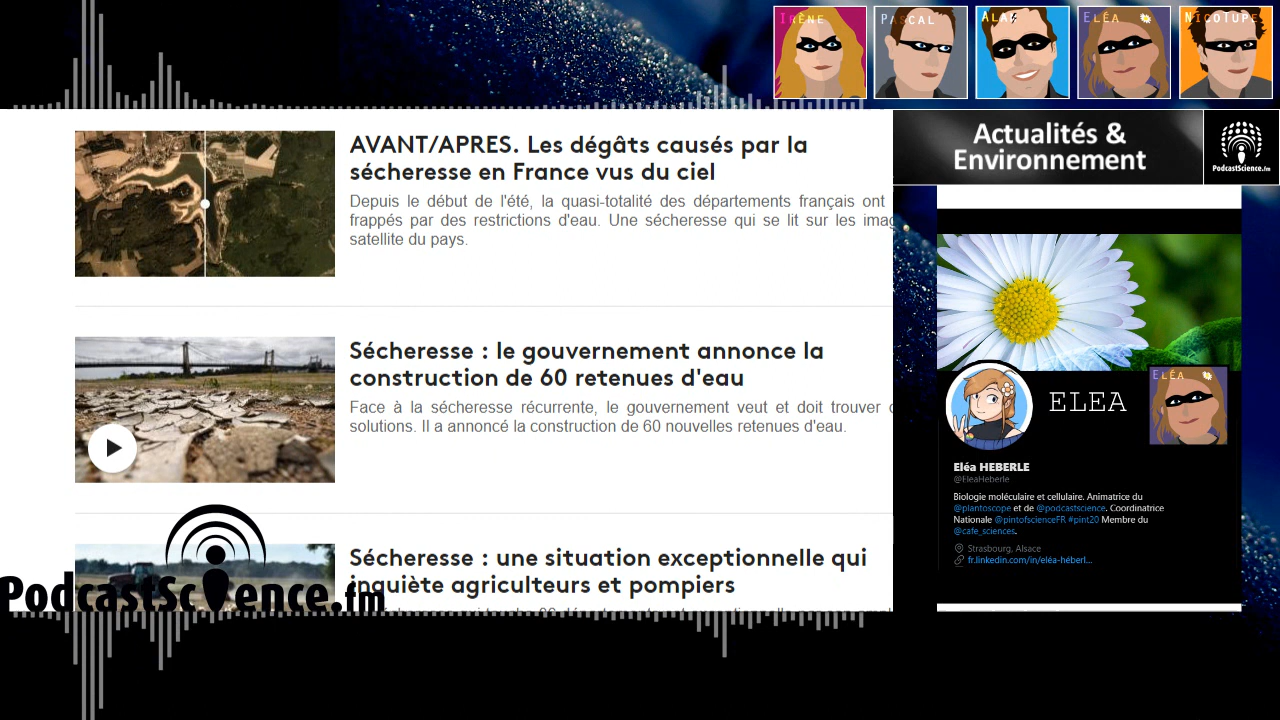 IRÈNE
PASCAL
ALAN
ELÉA
NICOTUPE
AVANT/APRES. Les dégâts causés par la
sécheresse en France vus du ciel
Depuis le début de l'été, la quasi-totalité des départements français ont
frappés par des restrictions d'eau. Une sécheresse qui se lit sur les imag
satellite du pays.
Sécheresse : le gouvernement annonce la
construction de 60 retenues d'eau
Face à la sécheresse récurrente, le gouvernement veut et doit trouver
solutions. Il a annoncé la construction de 60 nouvelles retenues d'eau.
Sécheresse : une situation exceptionnelle qui
inquiète agriculteurs et pompiers
PodcastScience.fm
Actualités &
Environnement
PodcastScience.fm
ELEA
ELÉA
Eléa HEBERLE
@EleaHeberle
Biologie moléculaire et cellulaire. Animatrice du
@plantoscope et de @podcastscience. Coordinatrice
Nationale @pintofscienceFR #pint20 Membre du
@cafe_sciences.
Strasbourg, Alsace
fr.linkedin.com/in/eléa-héberl...